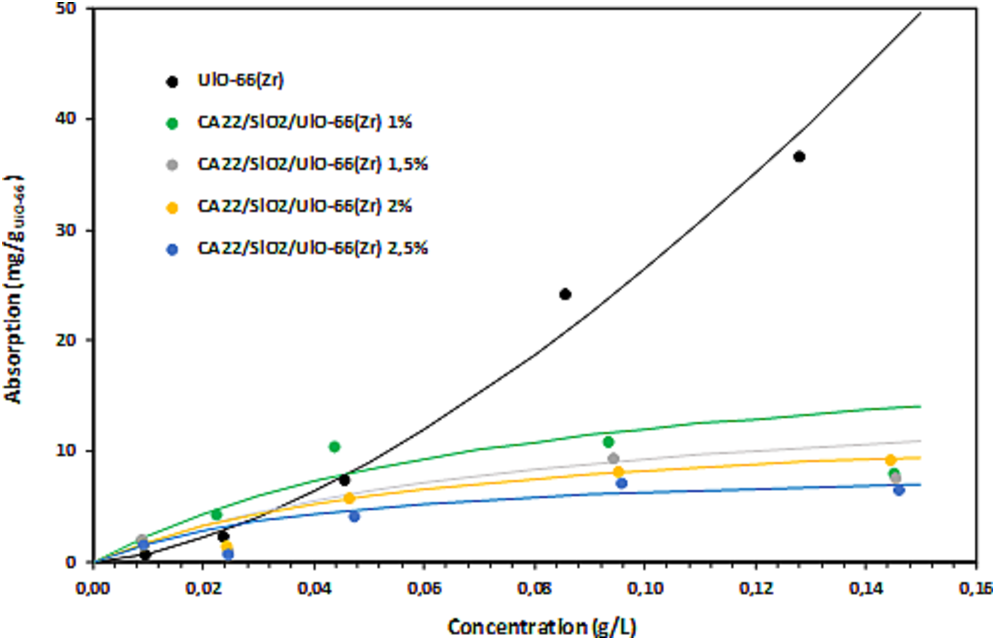 50
40
30
20
10
0
UiO-66(Zr)
CA22/SiO2/UiO-66(Zr) 1%
CA22/SiO2/UiO-66(Zr) 1,5%
CA22/SiO2/UiO-66(Zr) 2%
CA22/SiO2/UiO-66(Zr) 2,5%
Absorption (mg/gUiO-66)
0,00 0,02 0,04 0,06 0,08 0,10 0,12 0,14 0,16
Concentration (g/L)